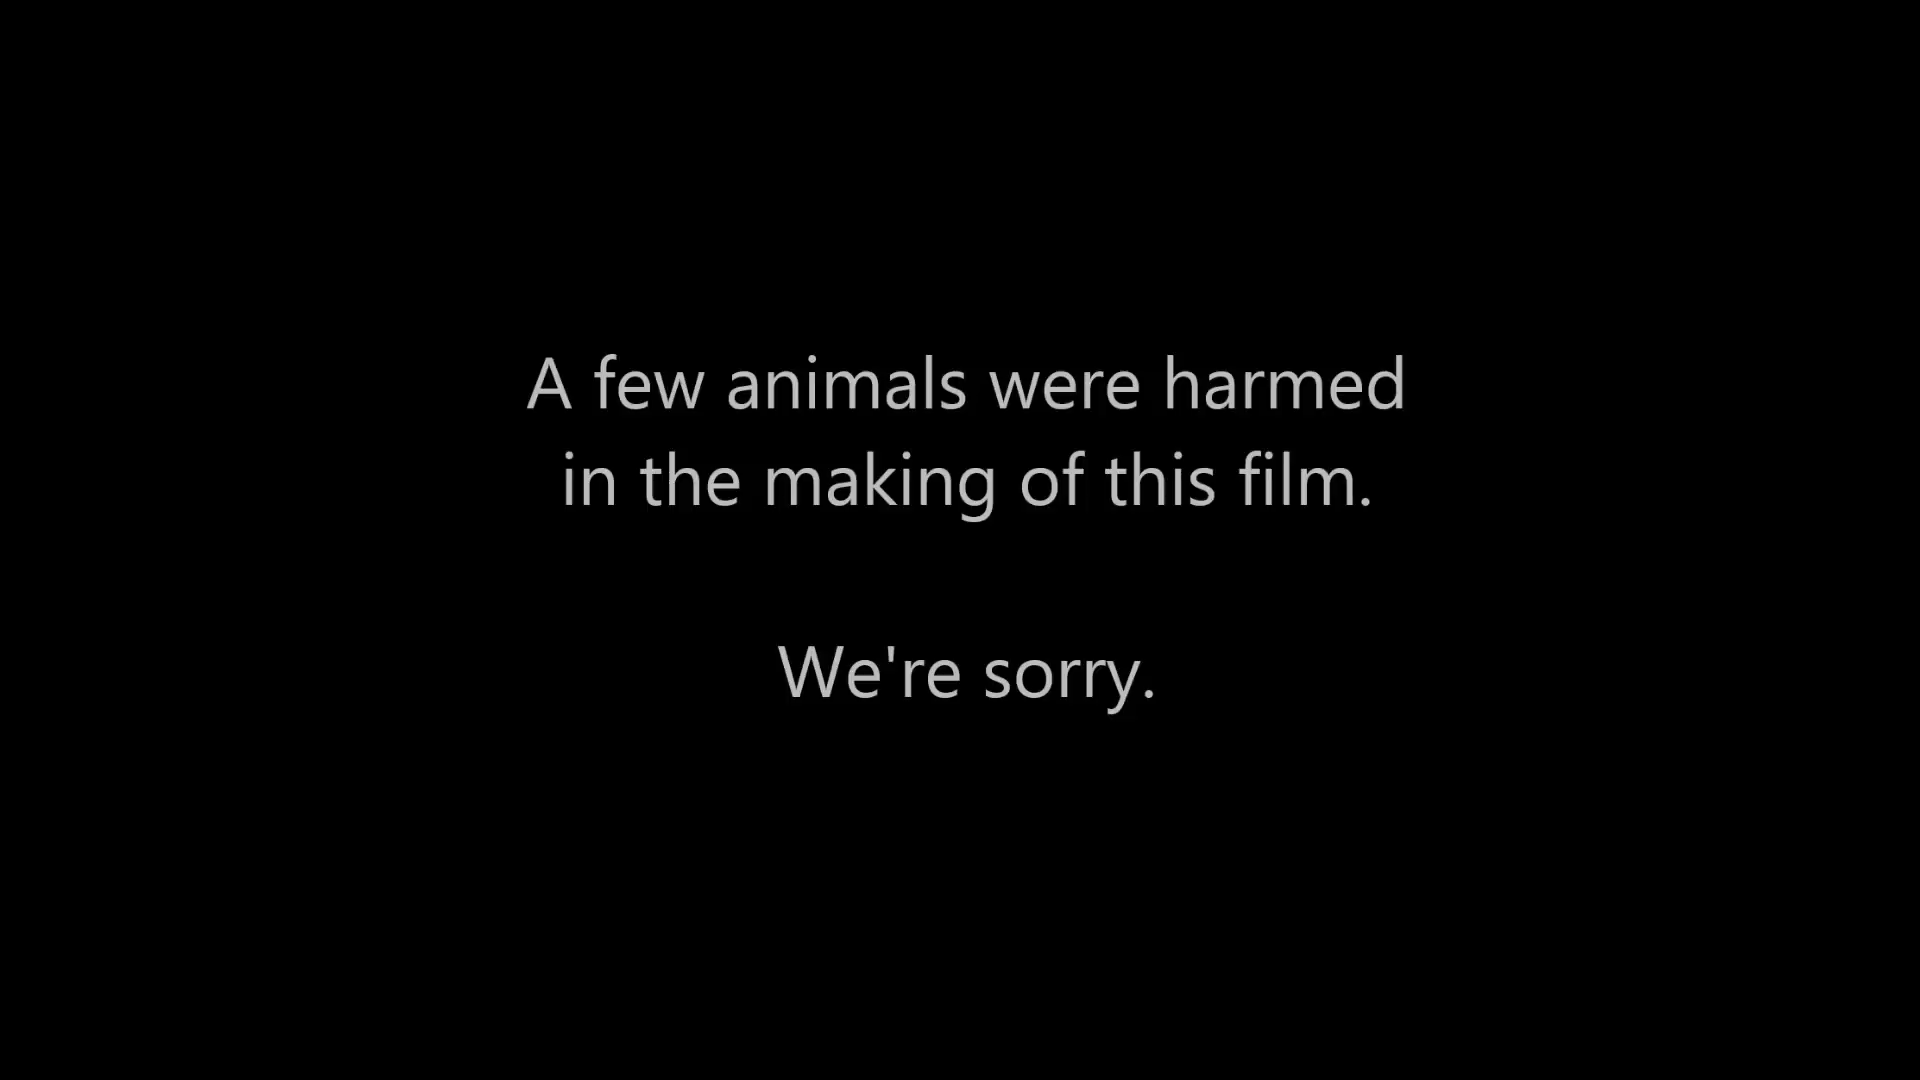 A few animals were harmed
in the making of this film.
We're sorry.